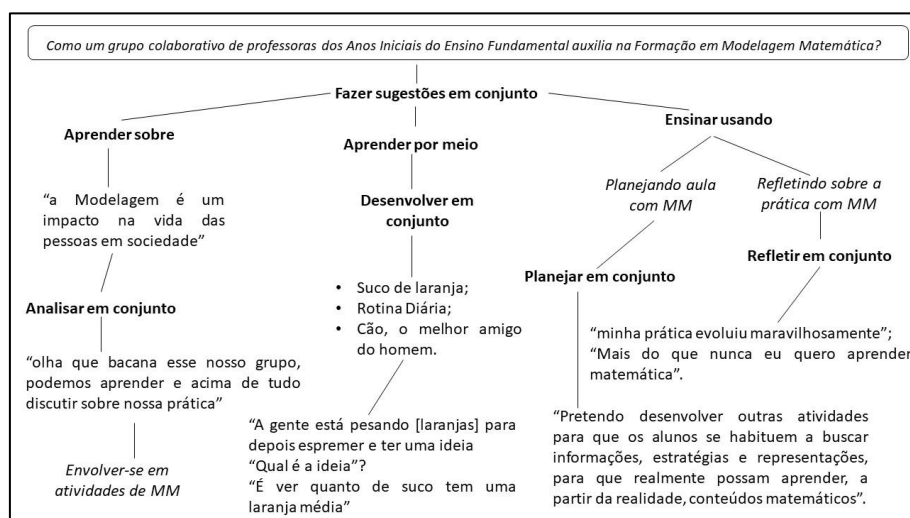 Como um grupo colaborativo de professoras dos Anos Iniciais do Ensino Fundamental auxilia na Formação em Modelagem Matemática?
Fazer sugestões em conjunto
Aprender sobre
“a Modelagem é um
impacto na vida das
pessoas em sociedade”
Analisar em conjunto
“olha que bacana esse nosso grupo,
podemos aprender e acima de tudo
discutir sobre nossa prática”
Envolver-se em
atividades de MM
Aprender por meio
Desenvolver em
conjunto
• Suco de laranja;
• Rotina Diária;
• Cão, o melhor amigo
do homem.
“A gente está pesando [laranjas] para
depois espremer e ter uma ideia
“Qual é a ideia”?
“É ver quanto de suco tem uma
laranja média”
Ensinar usando
Planejando aula
com MM
Planejar em conjunto
“Pretendo desenvolver outras atividades
para que os alunos se habituem a buscar
informações, estratégias e representações,
para que realmente possam aprender, a
partir da realidade, conteúdos matemáticos”.
Refletindo sobre a
prática com MM
Refletir em conjunto
“minha prática evoluiu maravilhosamente”;
“Mais do que nunca eu quero aprender
matemática”.